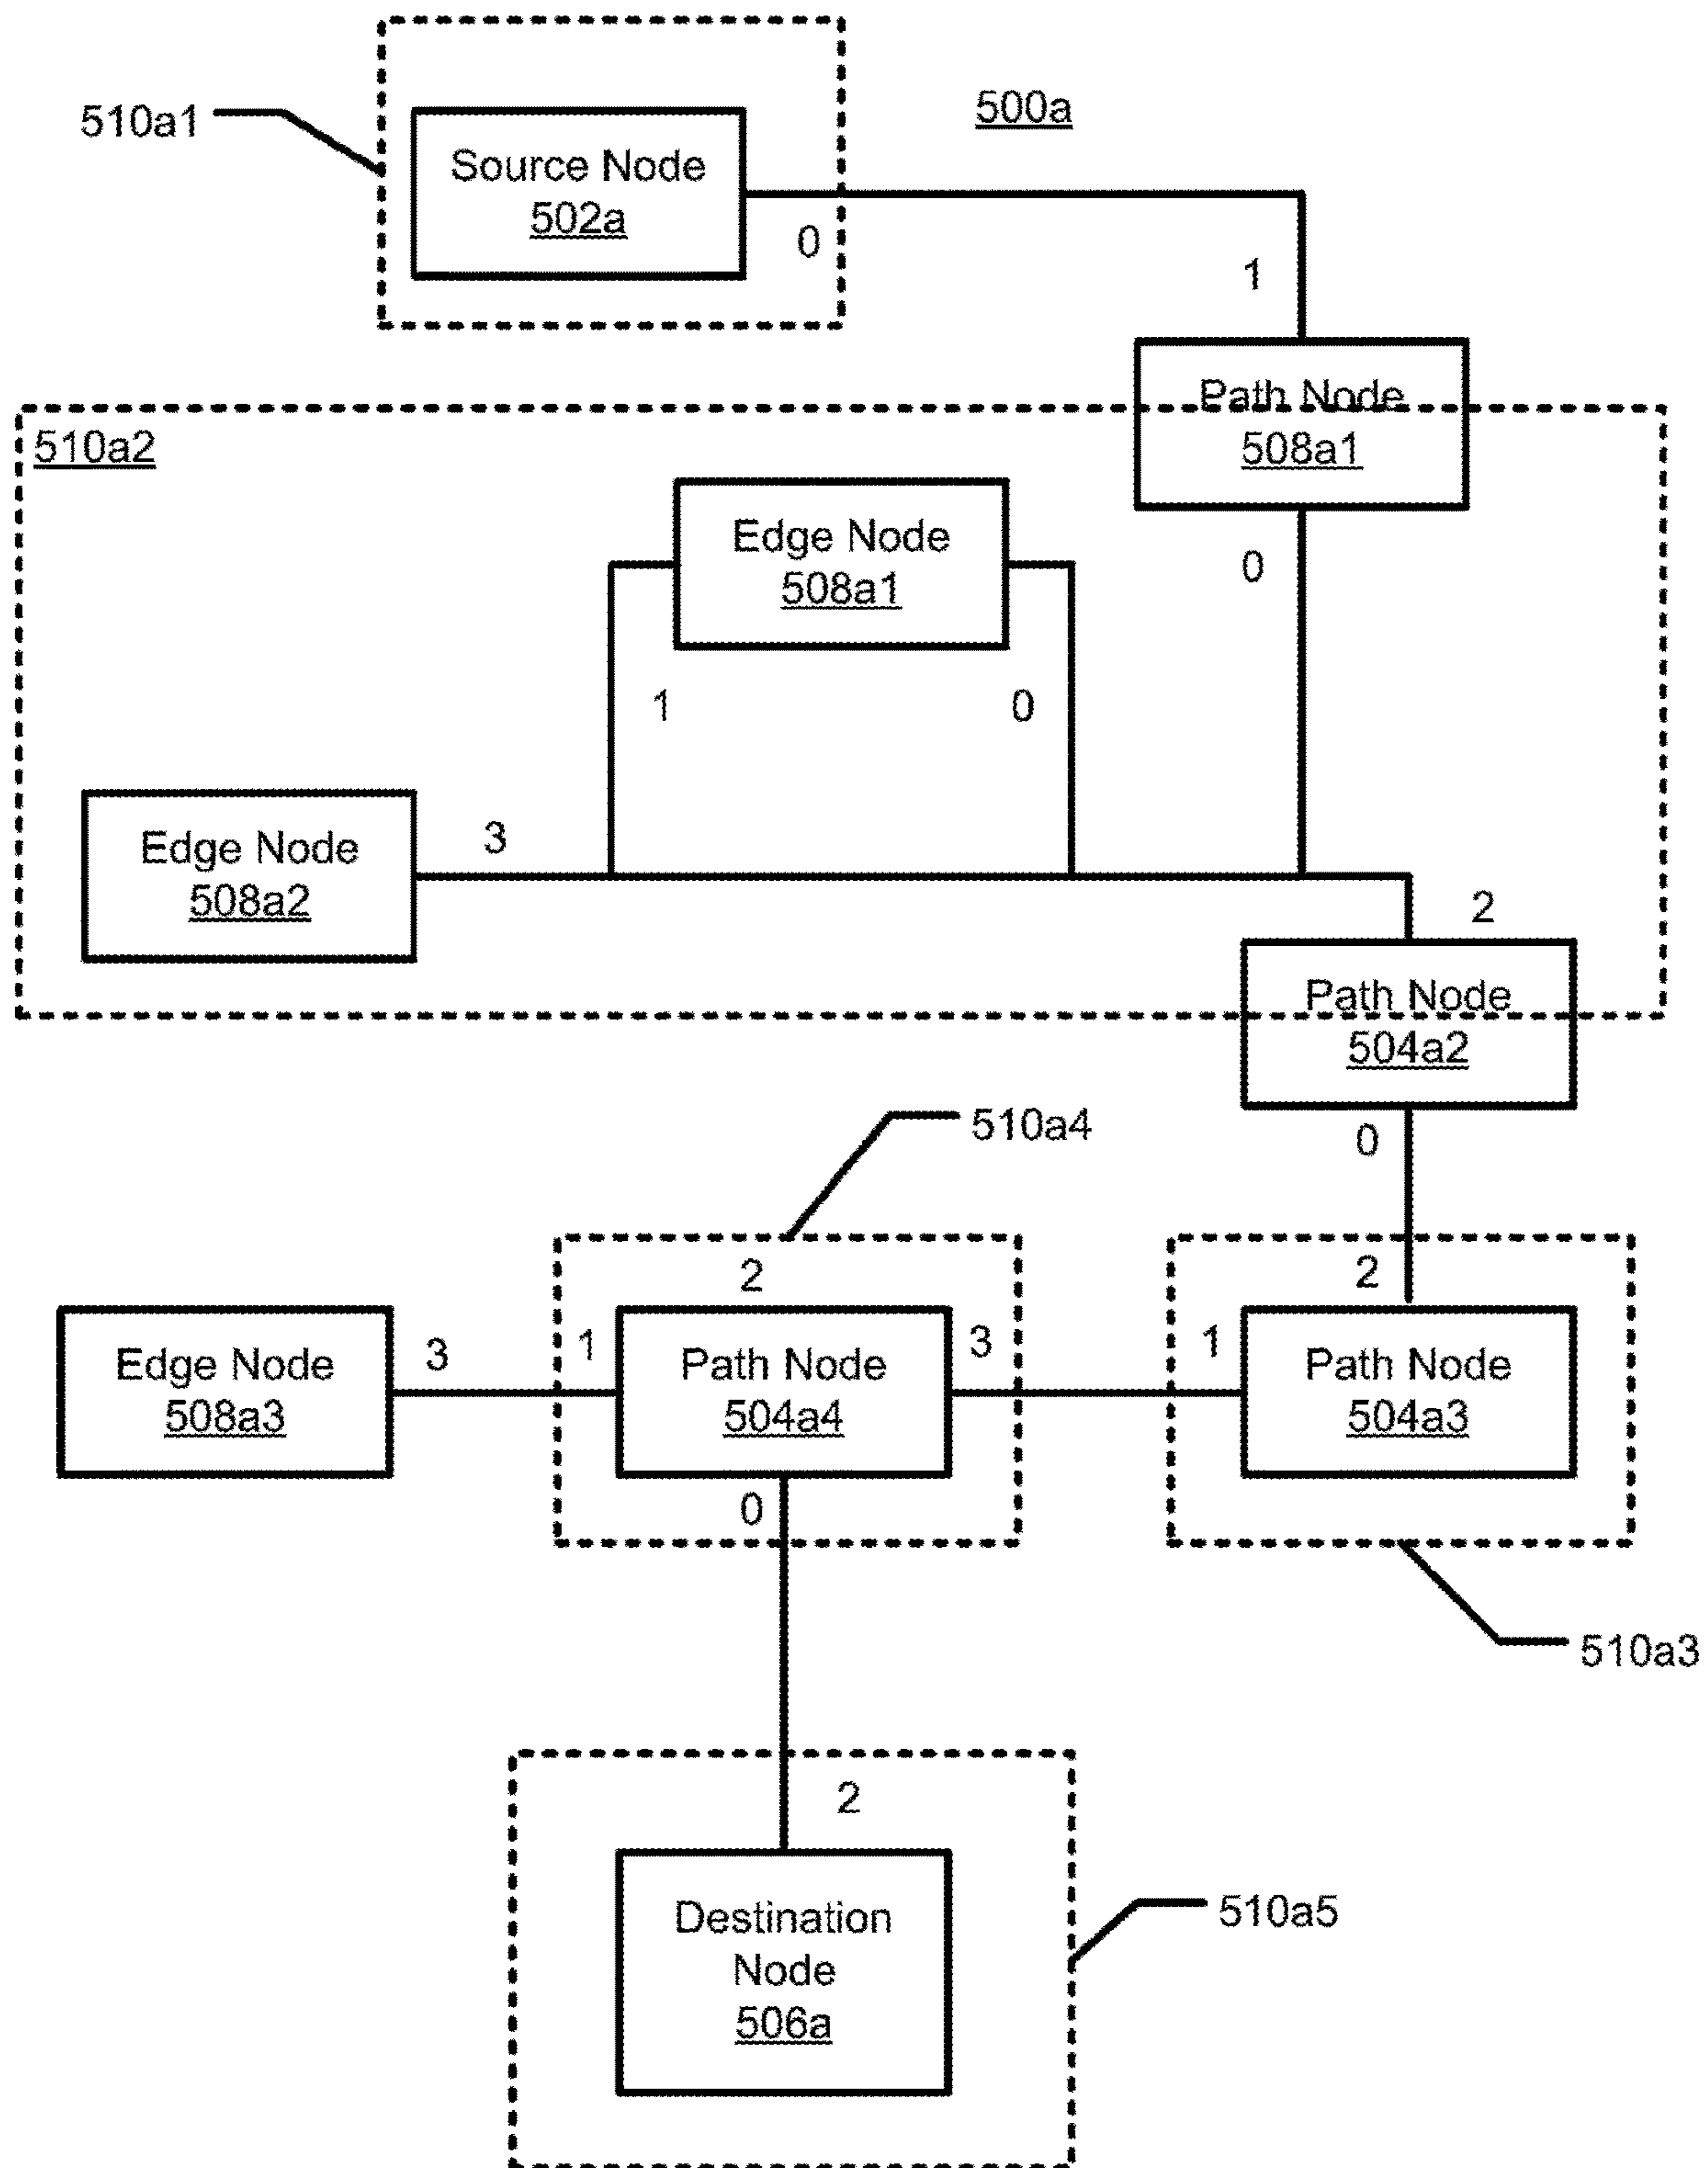 500a
510a1
Source Node
502a
0
1
Path Node
508a1
0
510a2
Edge Node
508a1
1
0
Edge Node
508a2
3
2
Path Node
504a2
0
510a4
2
2
Edge Node
508a3
3
1
Path Node
504a4
3
1
Path Node
504a3
0
510a3
2
Destination
Node
506a
510a5